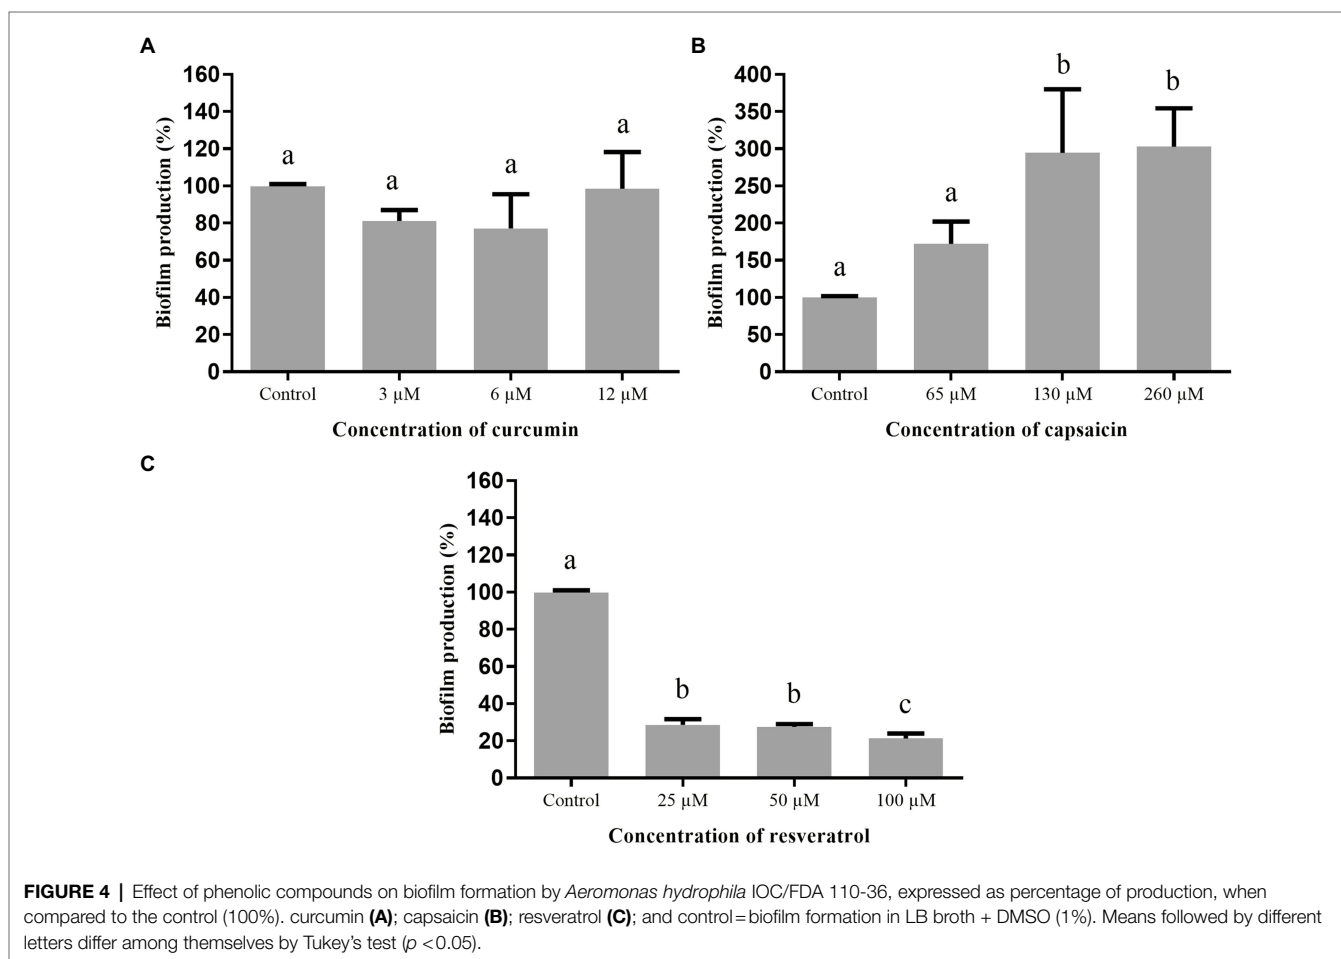 A
160
140
120
100
80
60
40
20
0
Biofilm production (%)
a
a
a
a
Control
3 µM
6 µM
12 µM
Concentration of curcumin
B
400
350
300
250
200
150
100
50
0
Biofilm production (%)
a
a
b
b
Control
65 µM
130 µM
260 µM
Concentration of capsaicin
C
160
140
120
100
80
60
40
20
0
Biofilm production (%)
a
b
b
c
Control
25 µM
50 µM
100 µM
Concentration of resveratrol
FIGURE 4 | Effect of phenolic compounds on biofilm formation by Aeromonas hydrophila IOC/FDA 110-36, expressed as percentage of production, when
compared to the control (100%). curcumin (A); capsaicin (B); resveratrol (C); and control=biofilm formation in LB broth + DMSO (1%). Means followed by different
letters differ among themselves by Tukey's test (p <0.05).